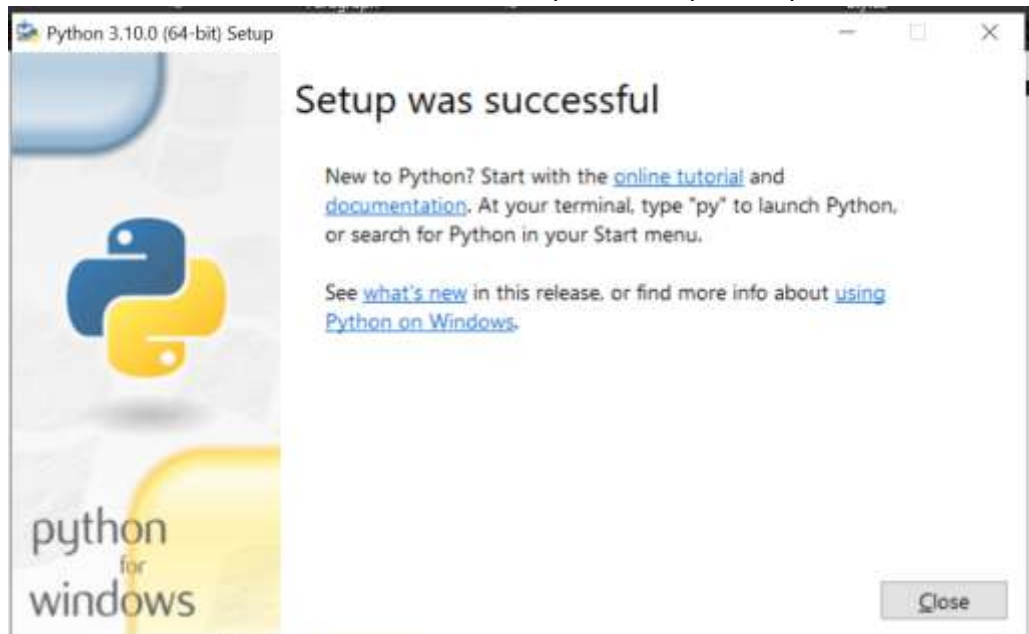 Python 3.10.0 (64-bit) Setup
Setup was successful
New to Python? Start with the online tutorial and
documentation. At your terminal, type "py" to launch Python,
or search for Python in your Start menu.
See what's new in this release, or find more info about using
Python on Windows.
python
for
windows
Close